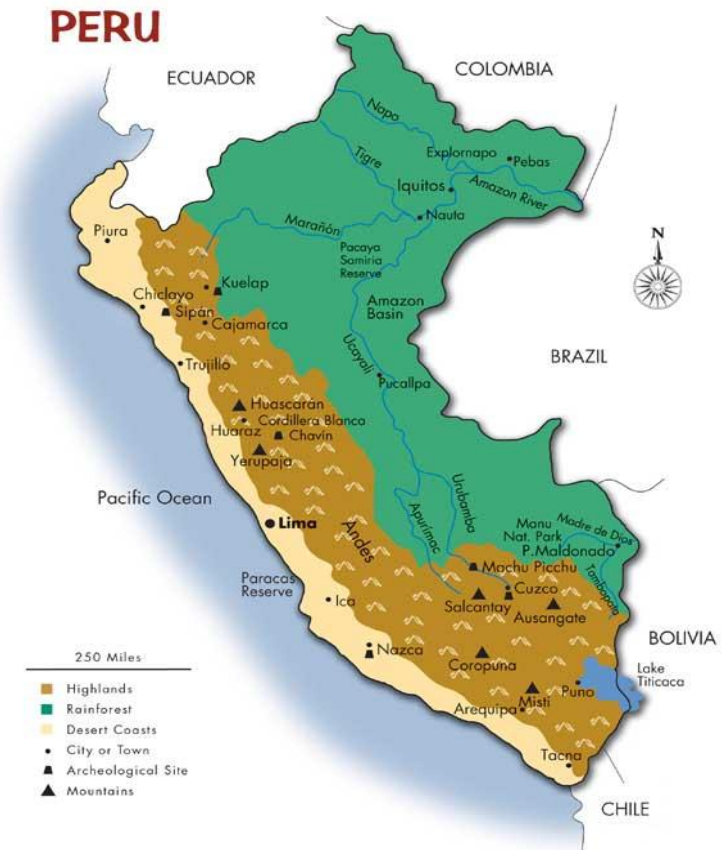 PERU
ECUADOR
COLOMBIA
Napo
Tigre
Explornapo
Pebas
Iquitos
Amazon River
Nauta
Marañón
Piura
Pacaya
Samiria
Reserve
N
Kuelap
Chiclayo
Sipán
Cajamarca
Amazon
Basin
Ucayali
BRAZIL
Trujillo
Pucallpa
Huascaran
Cordillera Blanca
Huaraz
Chavin
Yerupaja
Pacific Ocean
Lima
Andes
Apurimac
Urubamba
Manu
Nat. Park
Madre de Dios
P.Maldonado
Machu Picchu
Tambopata
Paracas
Reserve
Ica
Cuzco
Salcantay
Ausangate
Nazca
BOLIVIA
Coropuna
Lake
Titicaca
Puno
Misti
Arequipa
Tacna
CHILE
250 Miles
Highlands
Rainforest
Desert Coasts
City or Town
Archeological Site
Mountains